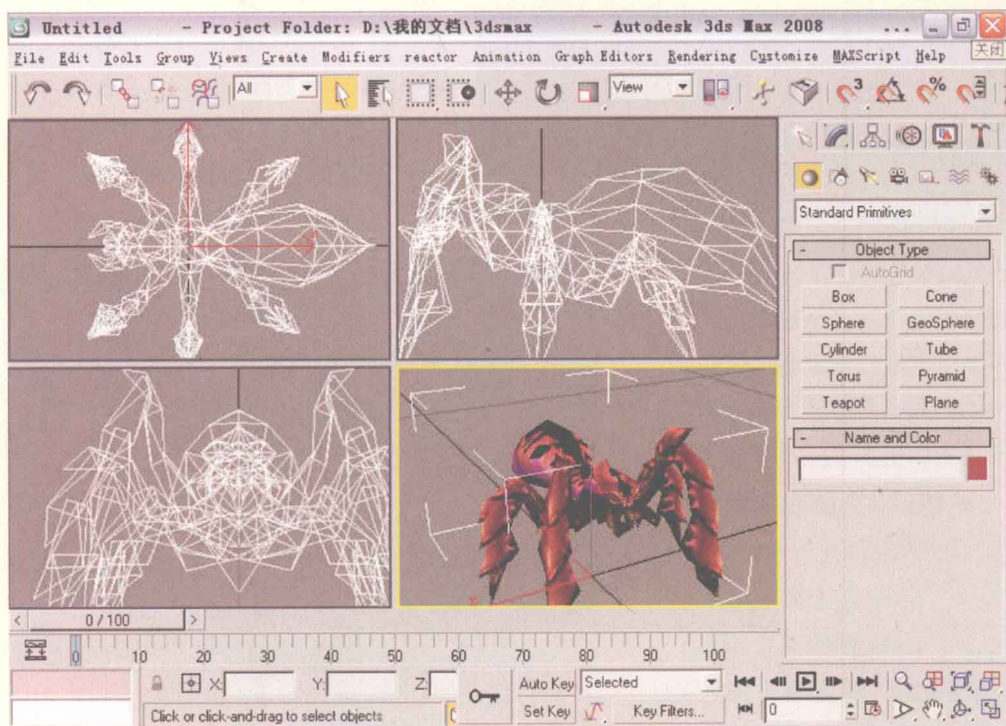 Untitled - Project Folder: D:\我的文档\3dsmax - Autodesk 3ds Max 2008 ...
File Edit Tools Group Views Create Modifiers reactor Animation Graph Editors Rendering Customize MAXScript Help
关闭
All
View
Standard Primitives
- Object Type
AutoGrid
Box Cone
Sphere GeoSphere
Cylinder Tube
Torus Pyramid
Teapot Plane
- Name and Color
< 0 / 100 >
0 10 20 30 40 50 60 70 80 90 100
X: Y: Z: Auto Key Selected
Click or click-and-drag to select objects Set Key Key Filters... 0